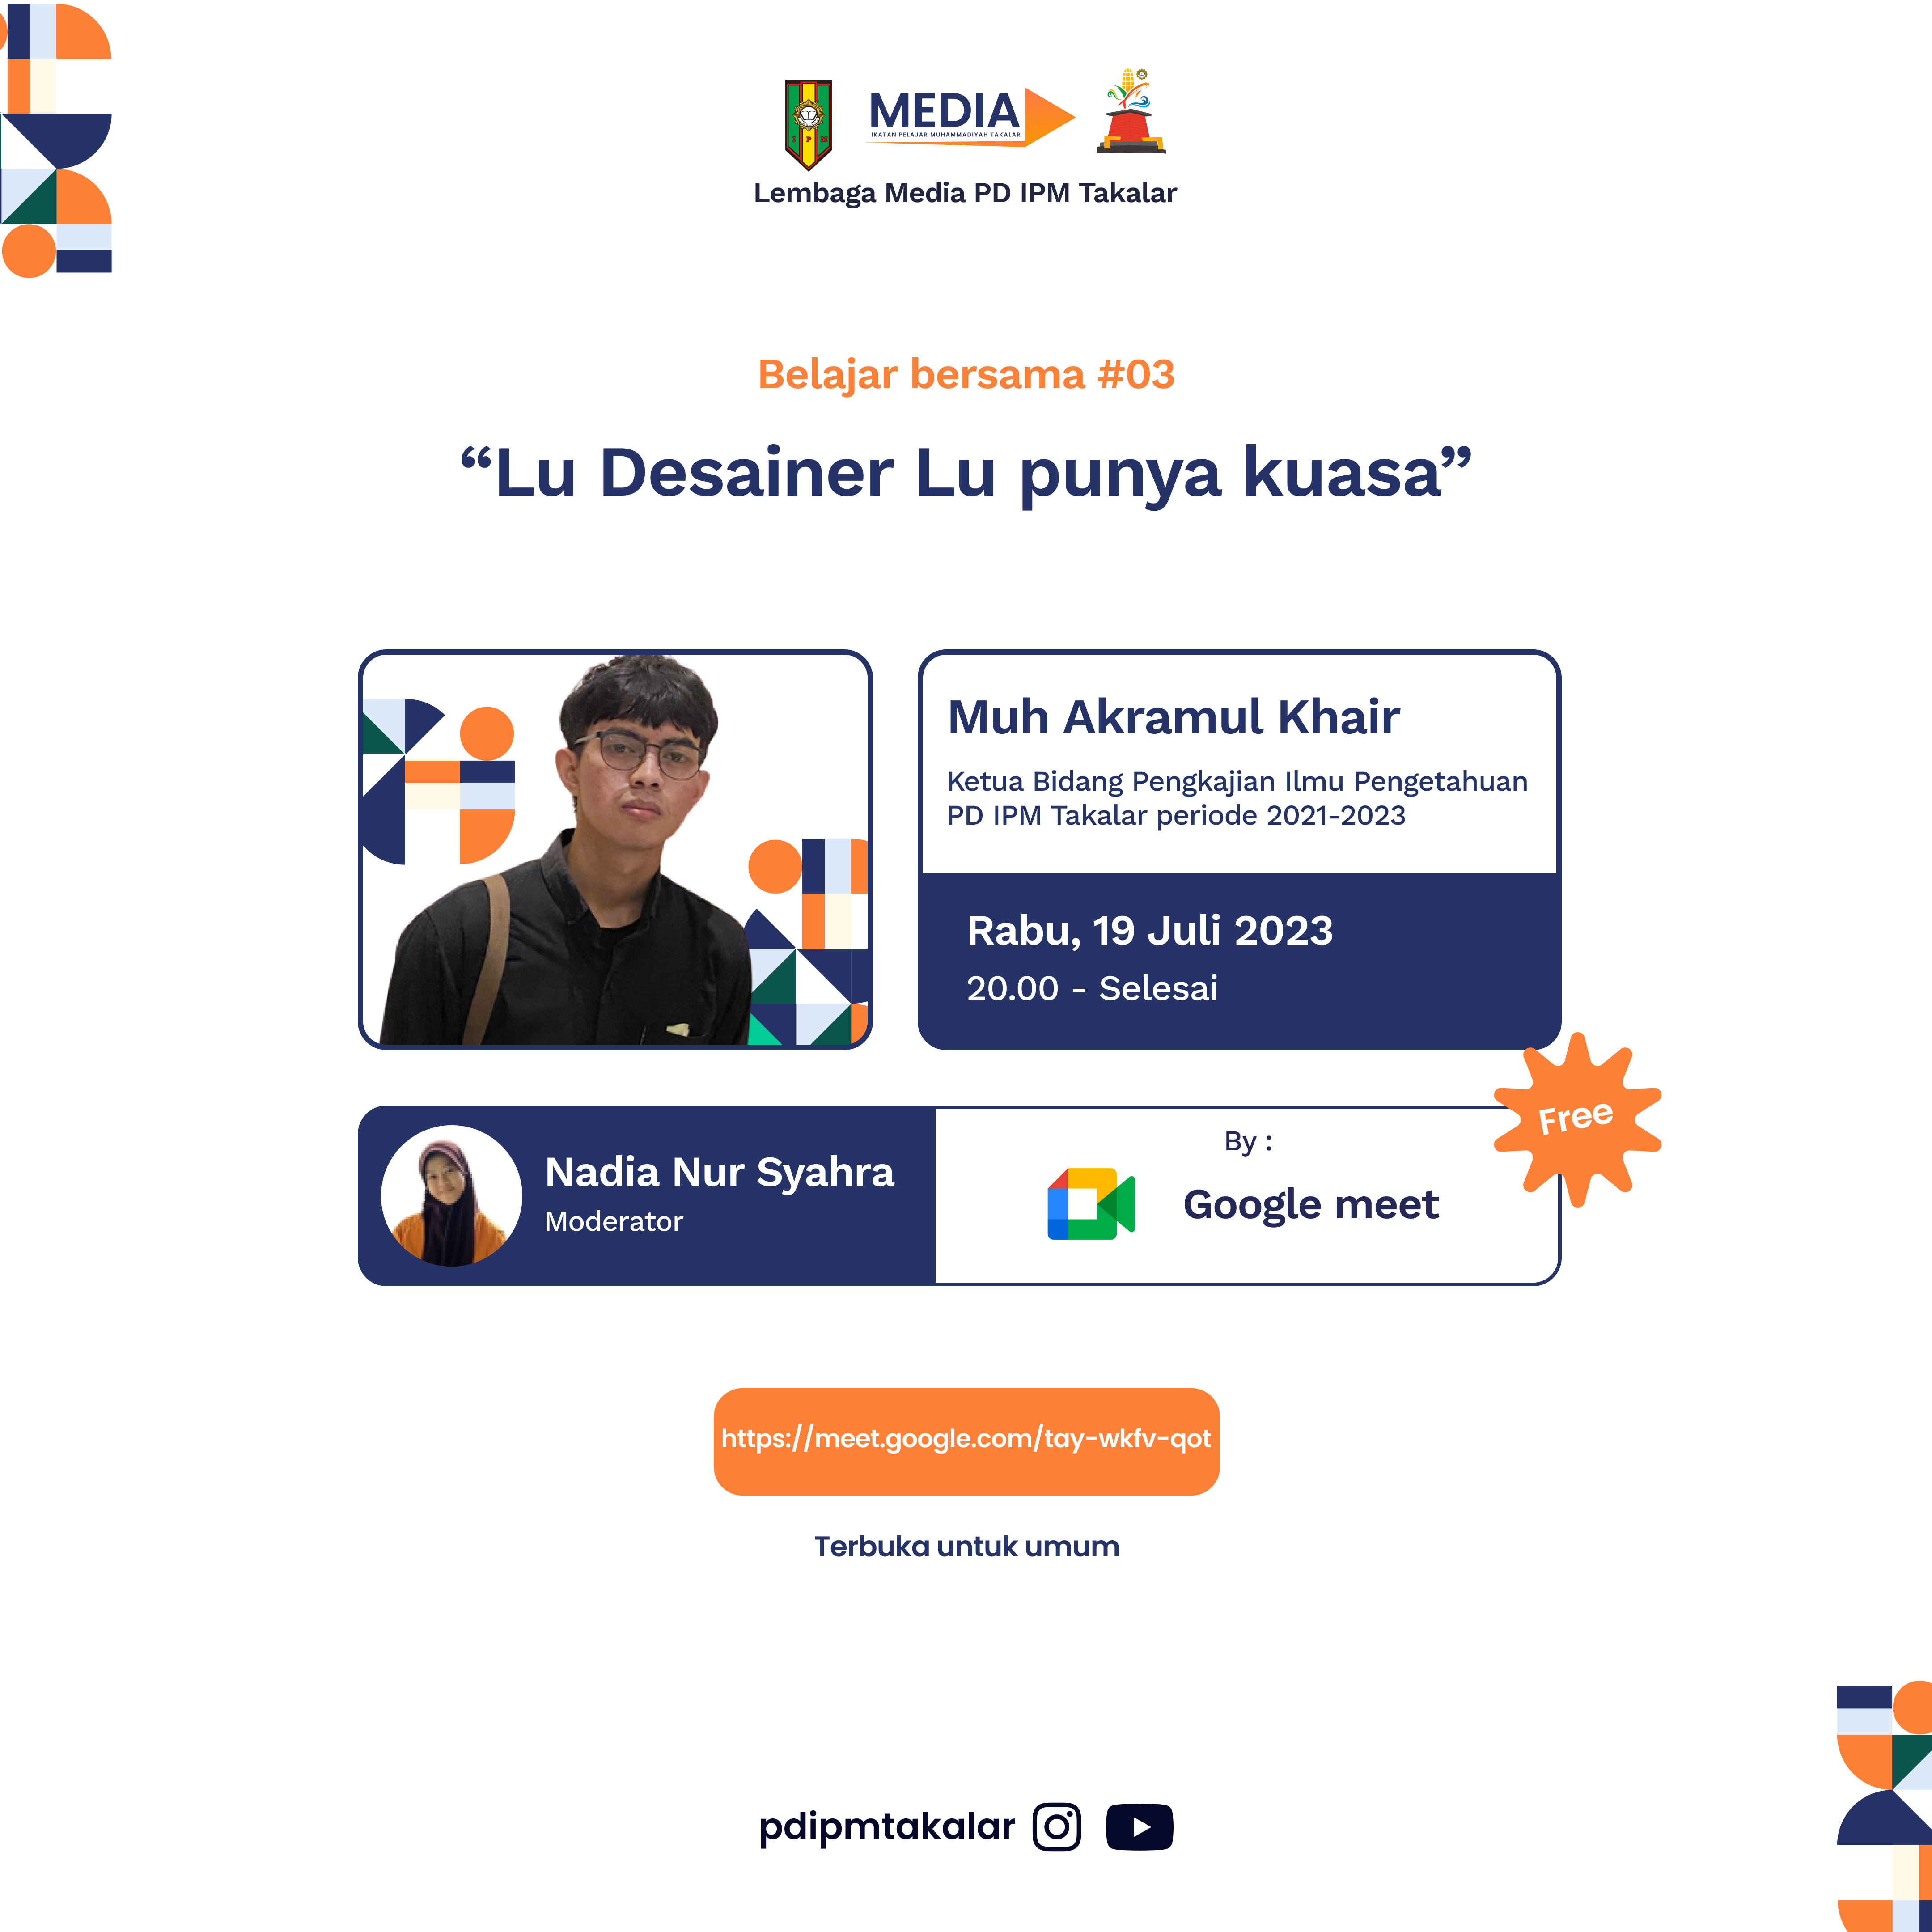 MEDIA
IKATAN PELAJAR MUHAMMADIYAH TAKALAR
I P M
Lembaga Media PD IPM Takalar
Belajar bersama #03
“Lu Desainer Lu punya kuasa”
Muh Akramul Khair
Ketua Bidang Pengkajian Ilmu Pengetahuan
PD IPM Takalar periode 2021-2023
Rabu, 19 Juli 2023
20.00 - Selesai
Free
Nadia Nur Syahra
Moderator
By :
Google meet
https://meet.google.com/tay-wkfv-qot
Terbuka untuk umum
pdipmtakalar